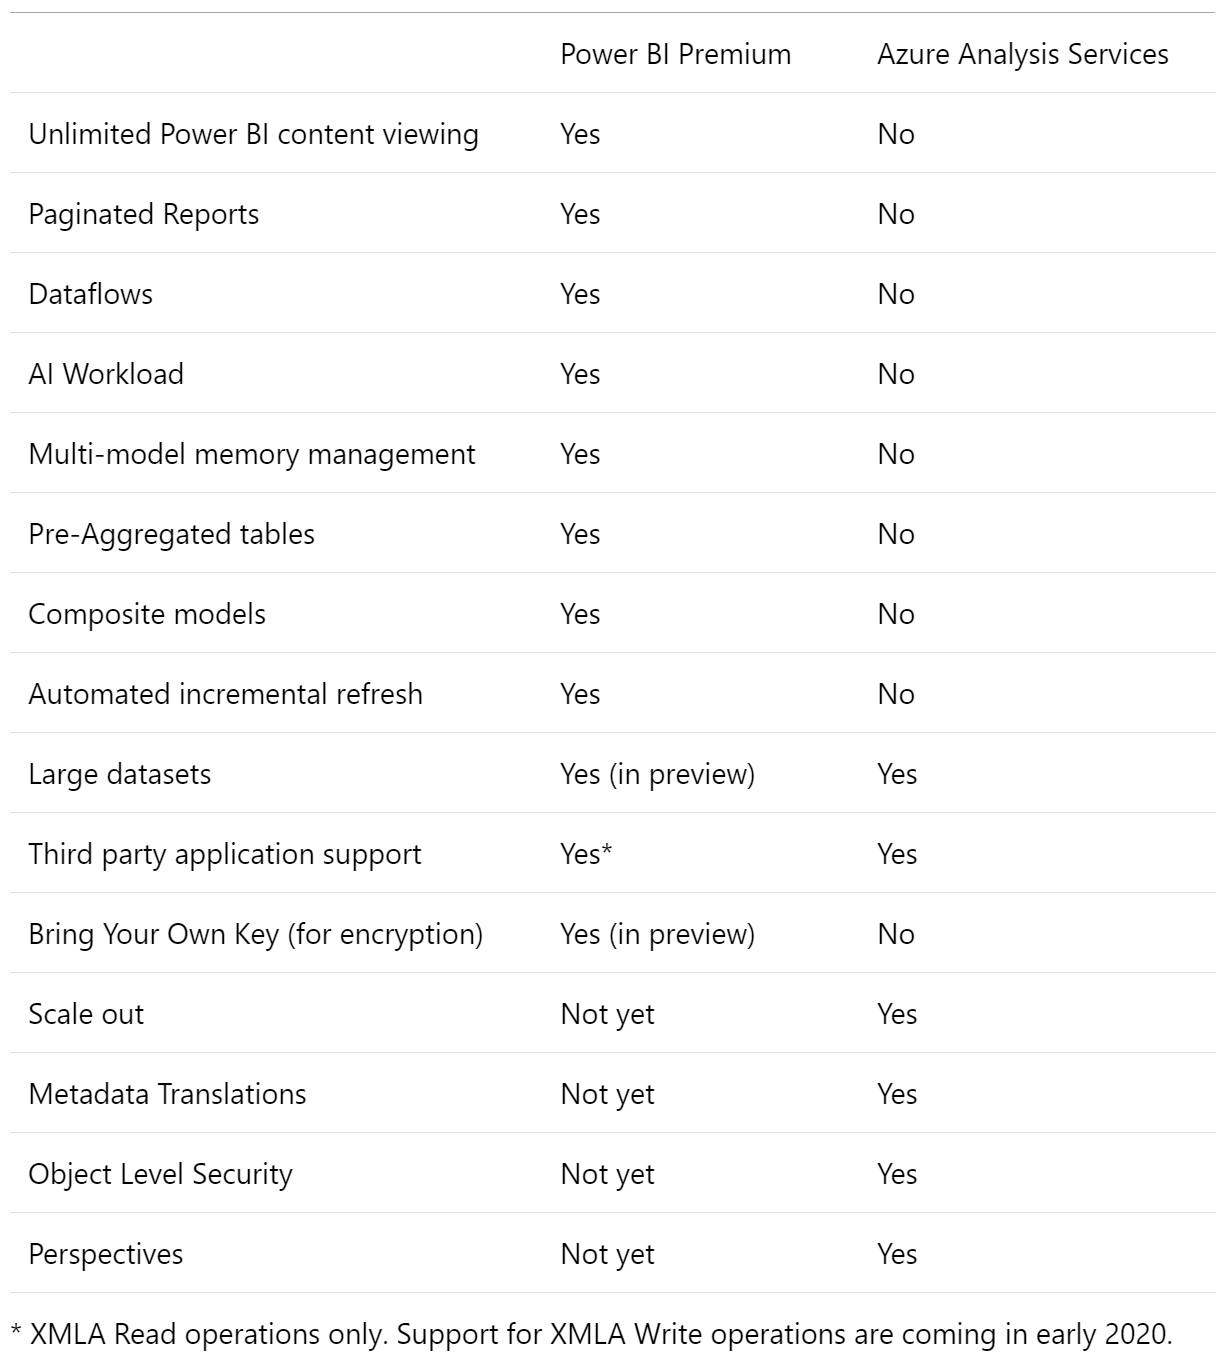 Power BI Premium Azure Analysis Services
Unlimited Power BI content viewing Yes No
Paginated Reports Yes No
Dataflows Yes No
AI Workload Yes No
Multi-model memory management Yes No
Pre-Aggregated tables Yes No
Composite models Yes No
Automated incremental refresh Yes No
Large datasets Yes (in preview) Yes
Third party application support Yes* Yes
Bring Your Own Key (for encryption) Yes (in preview) No
Scale out Not yet Yes
Metadata Translations Not yet Yes
Object Level Security Not yet Yes
Perspectives Not yet Yes
* XMLA Read operations only. Support for XMLA Write operations are coming in early 2020.